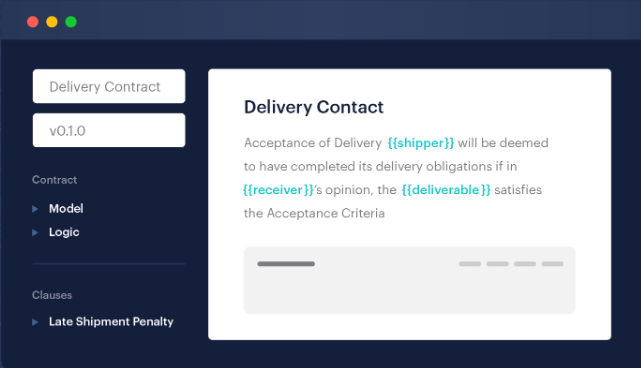 Delivery Contract
v0.1.0
Contract
Model
Logic
Clauses
Late Shipment Penalty
Delivery Contact
Acceptance of Delivery {{shipper}} will be deemed
to have completed its delivery obligations if in
{{receiver}}'s opinion, the {{deliverable}} satisfies
the Acceptance Criteria